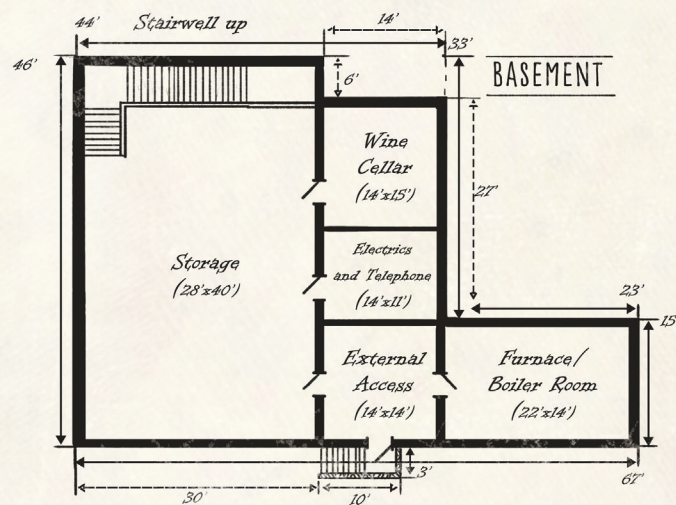 44'
Stairwell up
14'
33'
46'
6'
BASEMENT
Wine
Cellar
(14'x15')
27'
Electrics
and Telephone
(14'x11')
Storage
(28'x40')
23'
15'
External
Access
(14'x14')
Furnace/
Boiler Room
(22'x14')
3'
67'
30'
10'